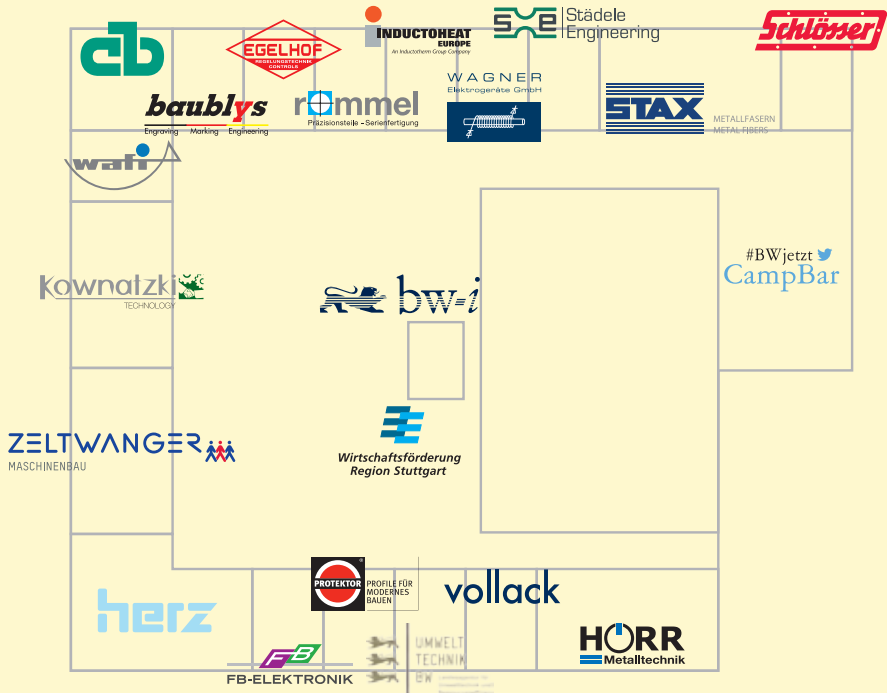 cb
EGELHOF
REGELUNGSTECHNIK
CONTROLS
INDUCTOHEAT
EUROPE
An Inductotherm Group Company
Städele
Engineering
Schlösser
baublys
Engraving Marking Engineering
rommel
Präzisionsteile – Serienfertigung
WAGNER
Elektrogeräte GmbH
STAX
METALLFASERN
METAL FIBERS
wafi
Kownatzki
TECHNOLOGY
bw-i
#BWjetzt
CampBar
ZELTWANGER
MASCHINENBAU
Wirtschaftsförderung
Region Stuttgart
herz
PROTEKTOR
®
PROFILE FÜR
MODERNES
BAUEN
vollack
FB
FB-ELEKTRONIK
UMWELT
TECHNIK
BW
HÖRR
Metalltechnik